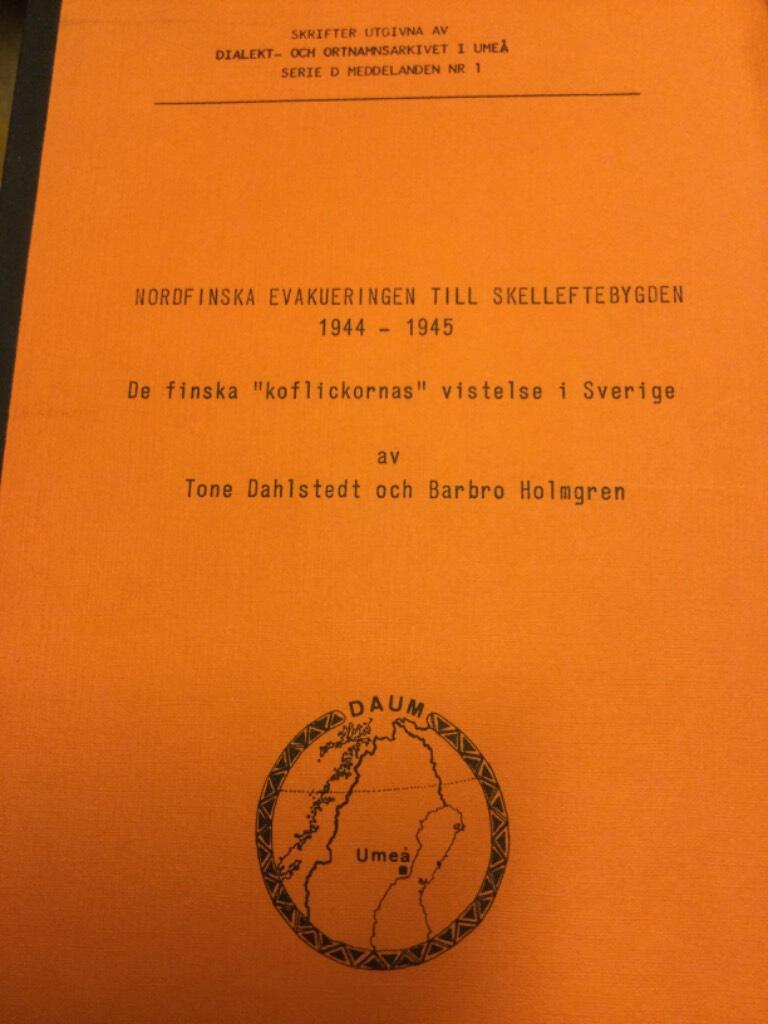 SKRIFTER UTGIVNA AV
DIALEKT- OCH ORTNAMNSARKIVET I UMEÅ
SERIE D MEDDELANDEN NR 1
NORDFINSKA EVAKUERINGEN TILL SKELLEFTEBYGDEN
1944 - 1945
De finska "koflickornas" vistelse i Sverige
av
Tone Dahlstedt och Barbro Holmgren
DAUM
Umeå